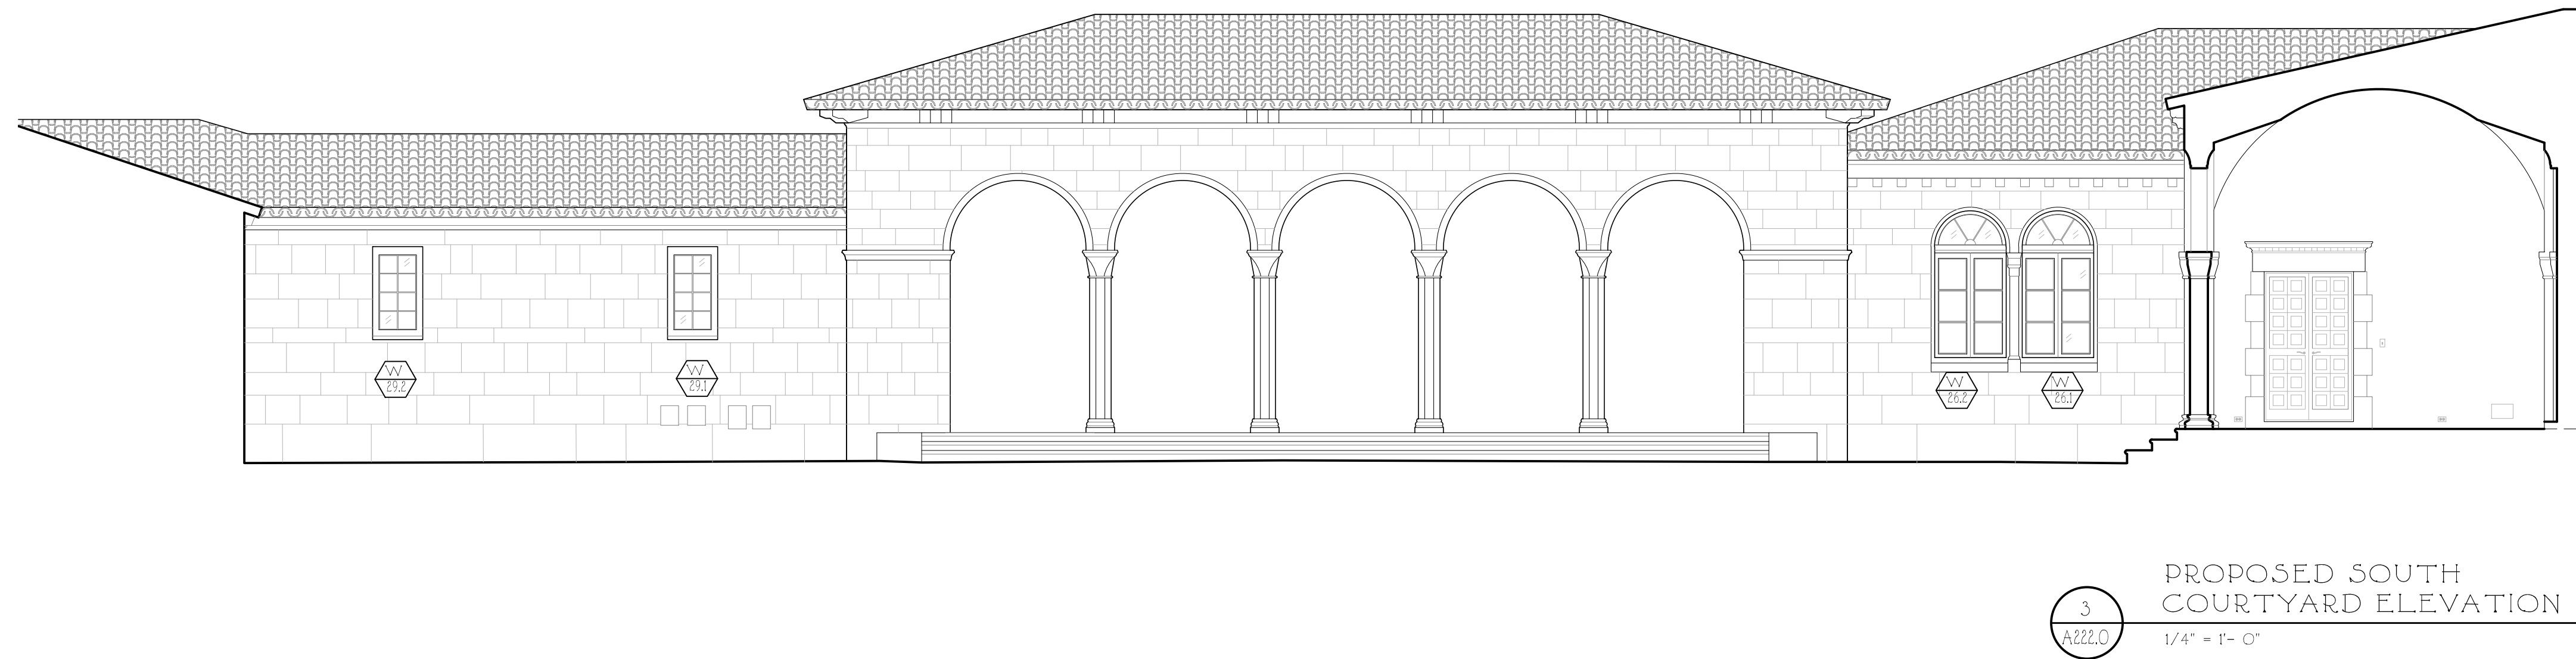 W
29.2
W
29.1
W
26.2
W
26.1
PROPOSED SOUTH
COURTYARD ELEVATION
3
A222.0
1/4" = 1'- 0"